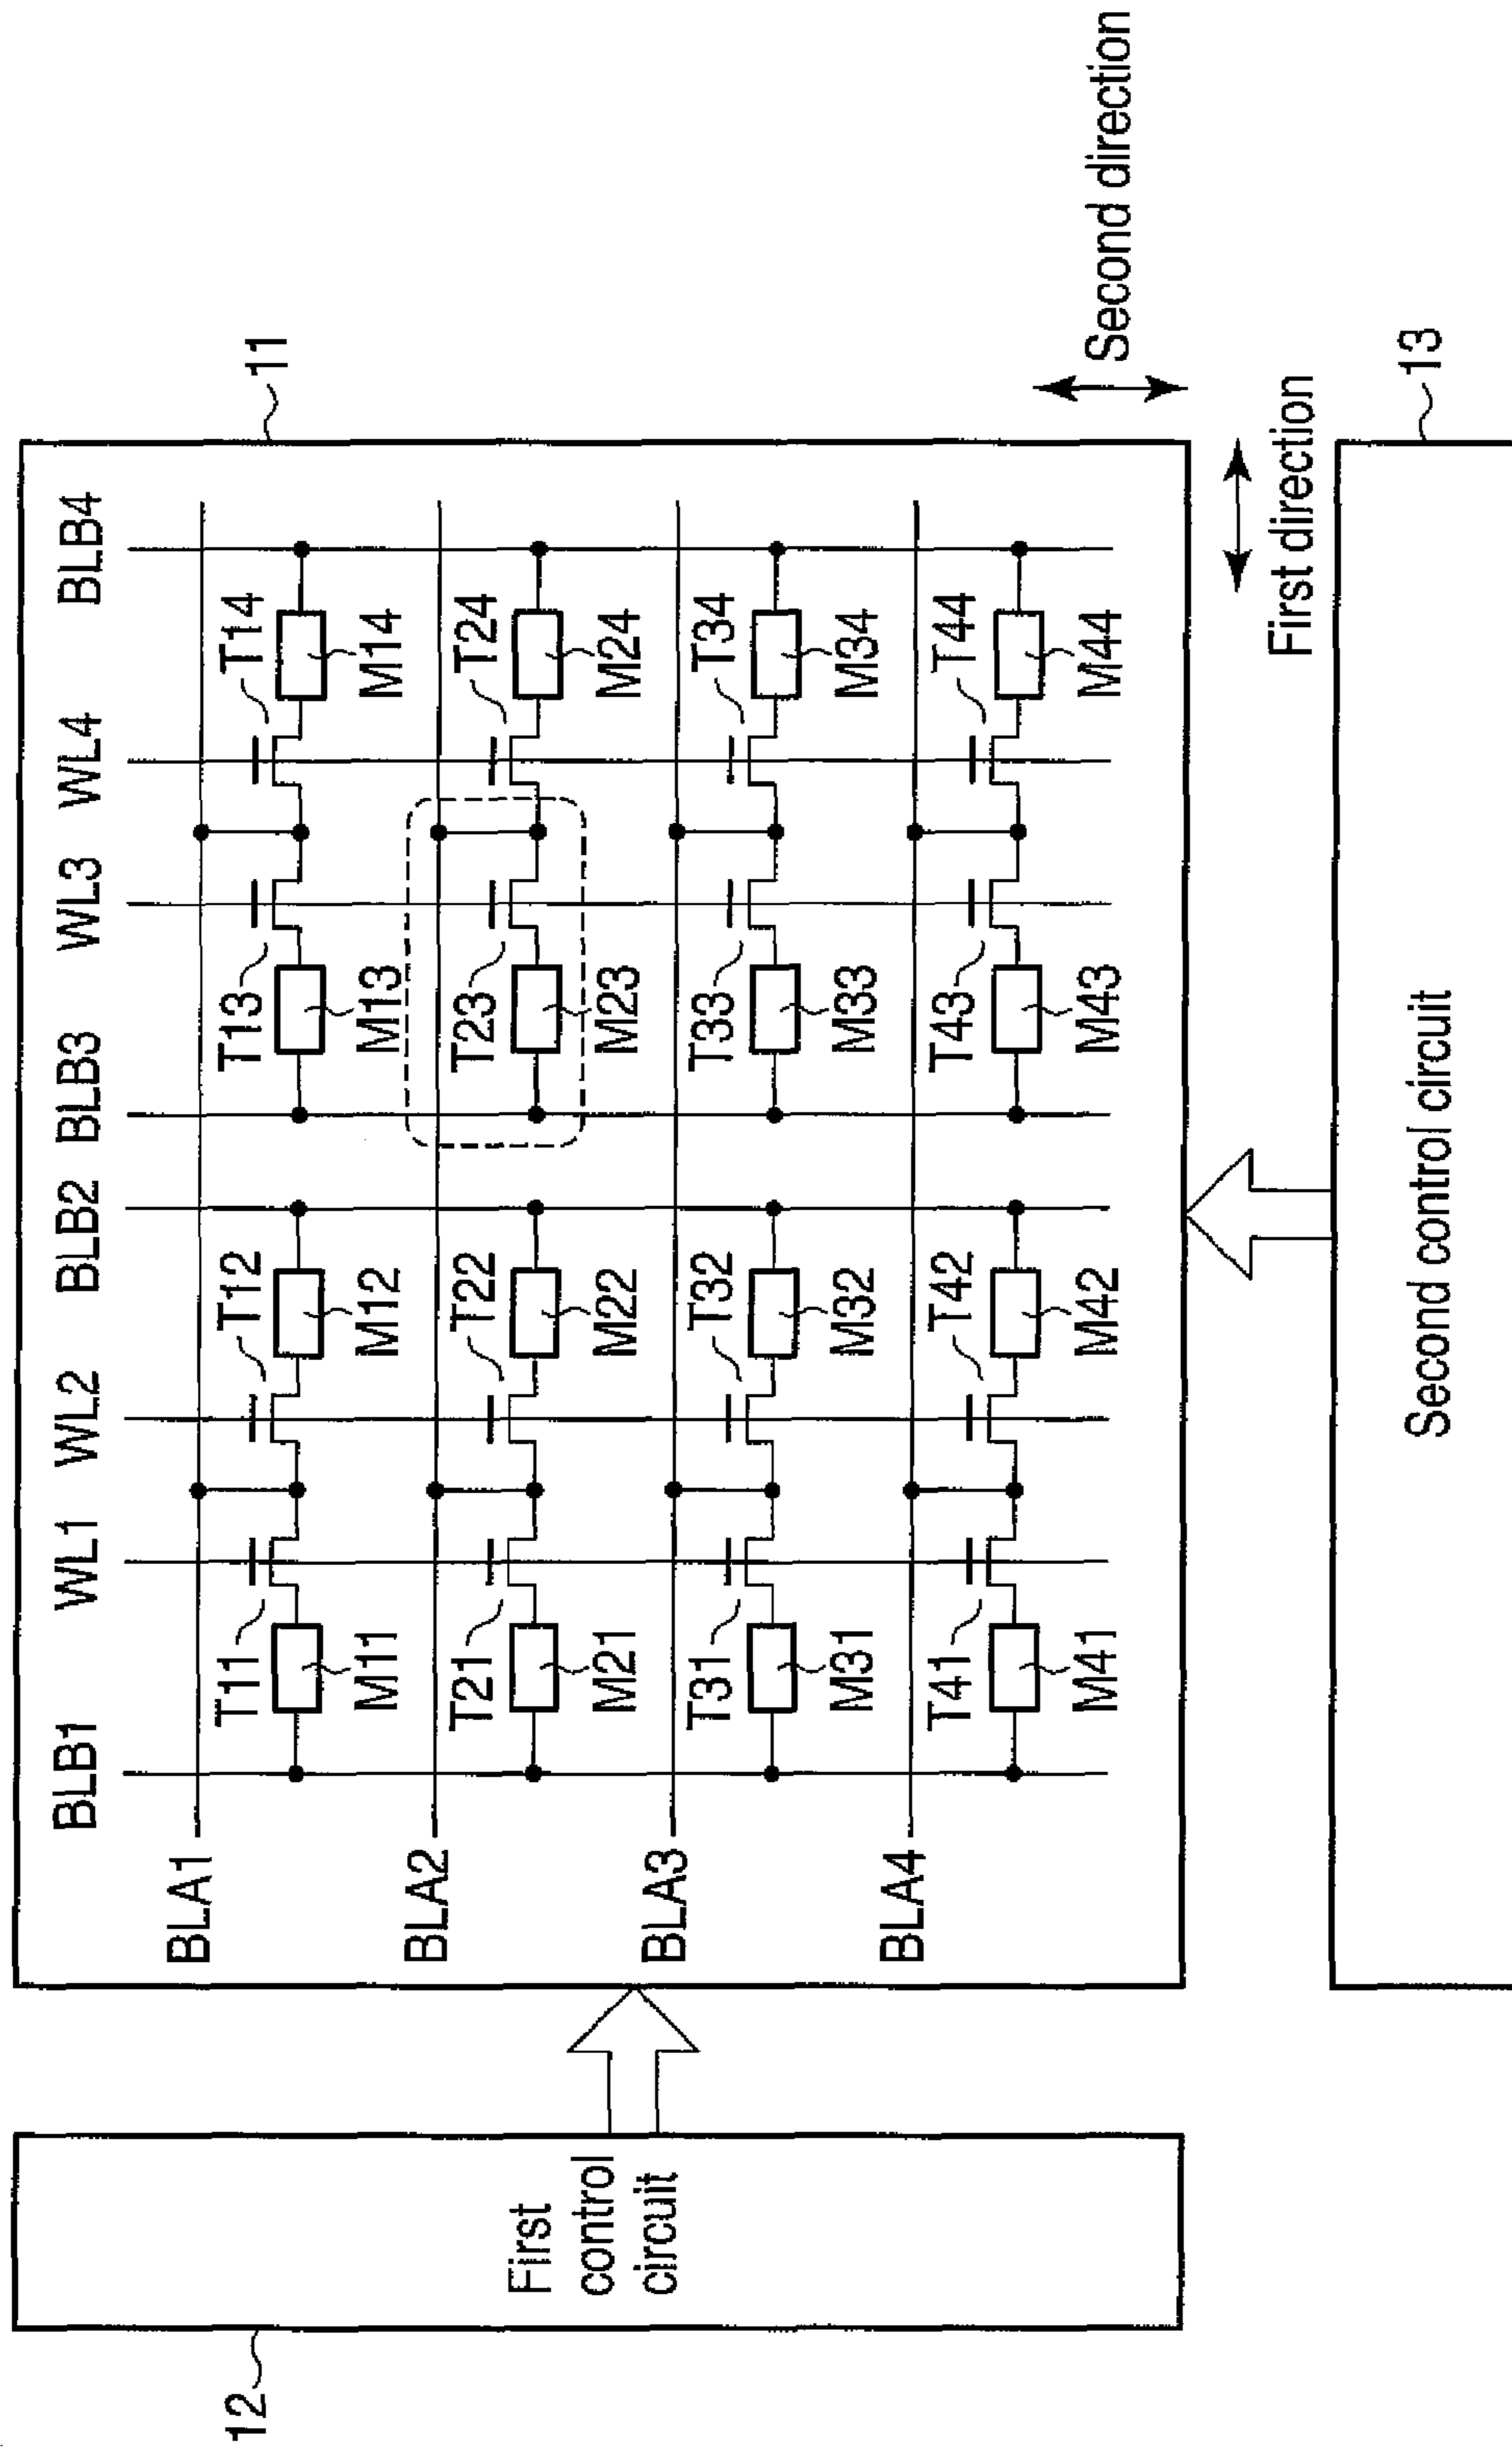 BLB1 WL1 WL2 BLB2 BLB3 WL3 WL4 BLB4
BLA1
12
T11 T12 T13 T14
11
M11 M12 M13 M14
BLA2
T21 T22 T23 T24
First
control
circuit
M21 M22 M23 M24
BLA3
T31 T32 T33 T34
M31 M32 M33 M34
BLA4
T41 T42 T43 T44
M41 M42 M43 M44
Second direction
First direction
13
Second control circuit